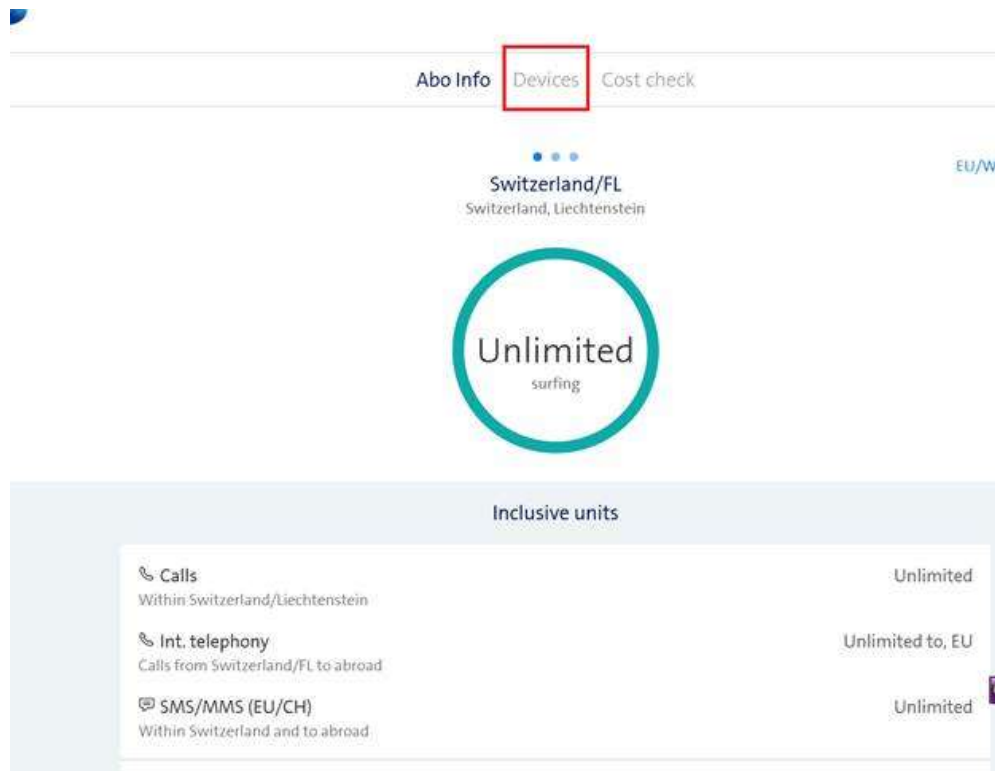 Abo Info Devices Cost check
EU/W
Switzerland/FL
Switzerland, Liechtenstein
Unlimited
surfing
Inclusive units
Calls Unlimited
Within Switzerland/Liechtenstein
Int. telephony Unlimited to, EU
Calls from Switzerland/FL to abroad
SMS/MMS (EU/CH) Unlimited
Within Switzerland and to abroad